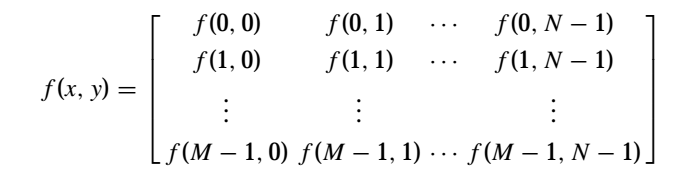 f(0, 0) f(0, 1) ⋯ f(0, N − 1)
f(1, 0) f(1, 1) ⋯ f(1, N − 1)
f(x, y) =
⋮ ⋮ ⋮
f(M − 1, 0) f(M − 1, 1) ⋯ f(M − 1, N − 1)